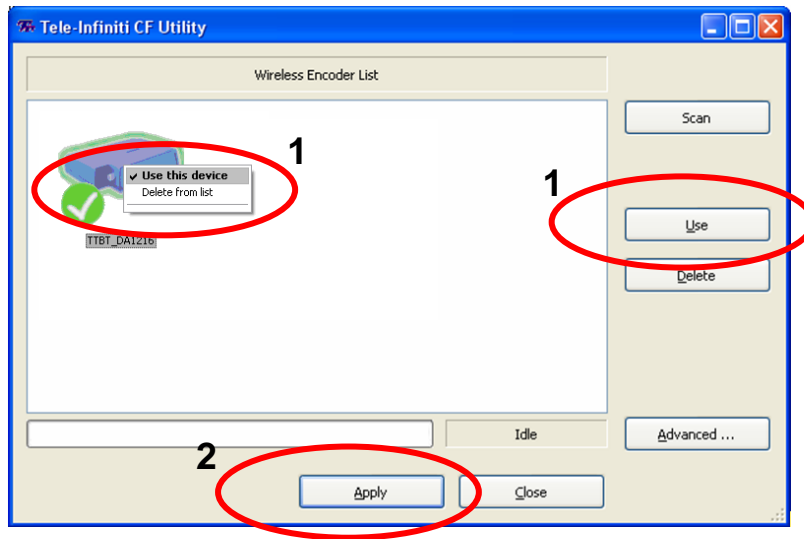 Tele-Infiniti CF Utility
Wireless Encoder List
Scan
1
1
Use this device
Delete from list
Use
TTBT_DA1216
Delete
Idle
Advanced ...
2
Apply
Close